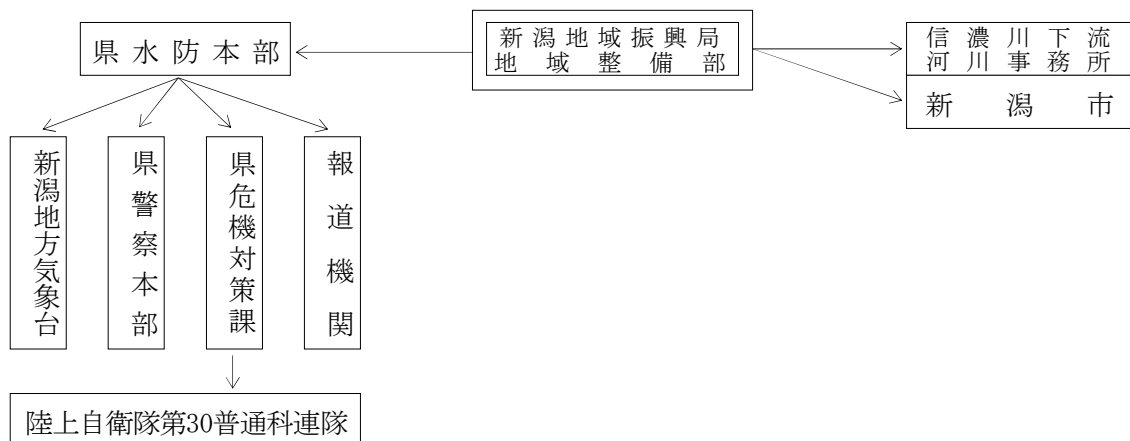 県水防本部
新潟地域振興局
地域整備部
信濃川下流
河川事務所
新潟市
新潟地方気象台
県警察本部
県危機対策課
報道機関
陸上自衛隊第30普通科連隊